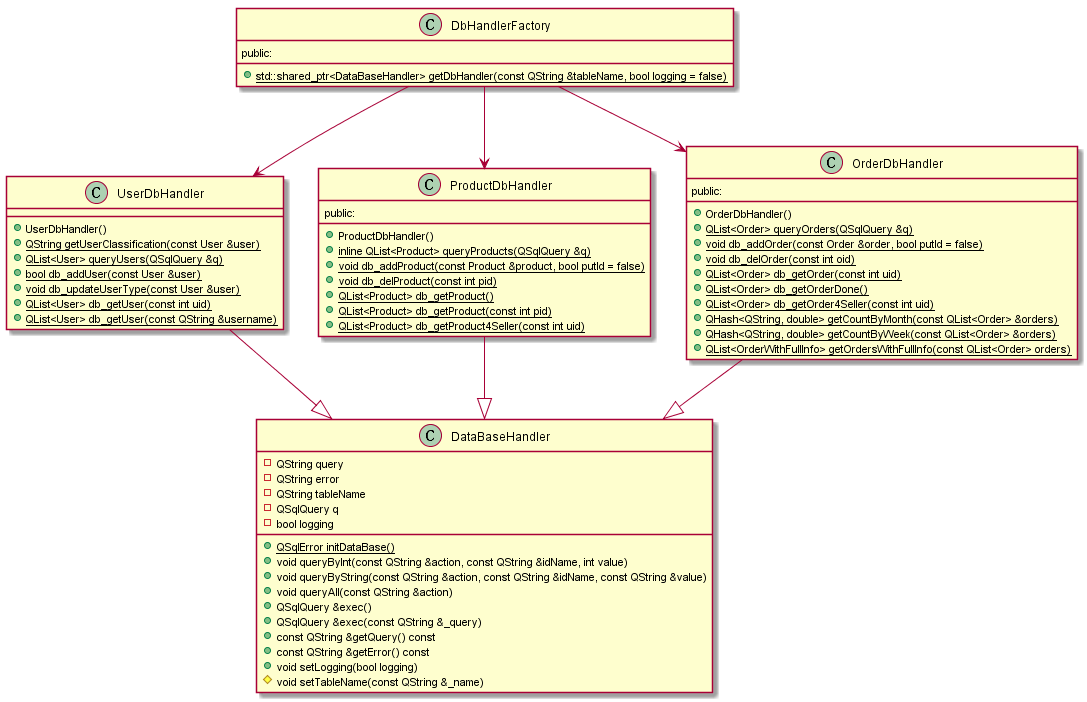 C DbHandlerFactory
public:
std::shared_ptr<DataBaseHandler> getDbHandler(const QString &tableName, bool logging = false)
C UserDbHandler
UserDbHandler()
QString getUserClassification(const User &user)
QList<User> queryUsers(QSqlQuery &q)
bool db_addUser(const User &user)
void db_updateUserType(const User &user)
QList<User> db_getUser(const int uid)
QList<User> db_getUser(const QString &username)
C ProductDbHandler
public:
ProductDbHandler()
inline QList<Product> queryProducts(QSqlQuery &q)
void db_addProduct(const Product &product, bool putId = false)
void db_delProduct(const int pid)
QList<Product> db_getProduct()
QList<Product> db_getProduct(const int pid)
QList<Product> db_getProduct4Seller(const int uid)
C OrderDbHandler
public:
OrderDbHandler()
QList<Order> queryOrders(QSqlQuery &q)
void db_addOrder(const Order &order, bool putId = false)
void db_delOrder(const int oid)
QList<Order> db_getOrder(const int uid)
QList<Order> db_getOrderDone()
QList<Order> db_getOrder4Seller(const int uid)
QHash<QString, double> getCountByMonth(const QList<Order> &orders)
QHash<QString, double> getCountByWeek(const QList<Order> &orders)
QList<OrderWithFullInfo> getOrdersWithFullInfo(const QList<Order> orders)
C DataBaseHandler
QString query
QString error
QString tableName
QSqlQuery q
bool logging
QSqlError initDataBase()
void queryByInt(const QString &action, const QString &idName, int value)
void queryByString(const QString &action, const QString &idName, const QString &value)
void queryAll(const QString &action)
QSqlQuery &exec()
QSqlQuery &exec(const QString &_query)
const QString &getQuery() const
const QString &getError() const
void setLogging(bool logging)
void setTableName(const QString &_name)